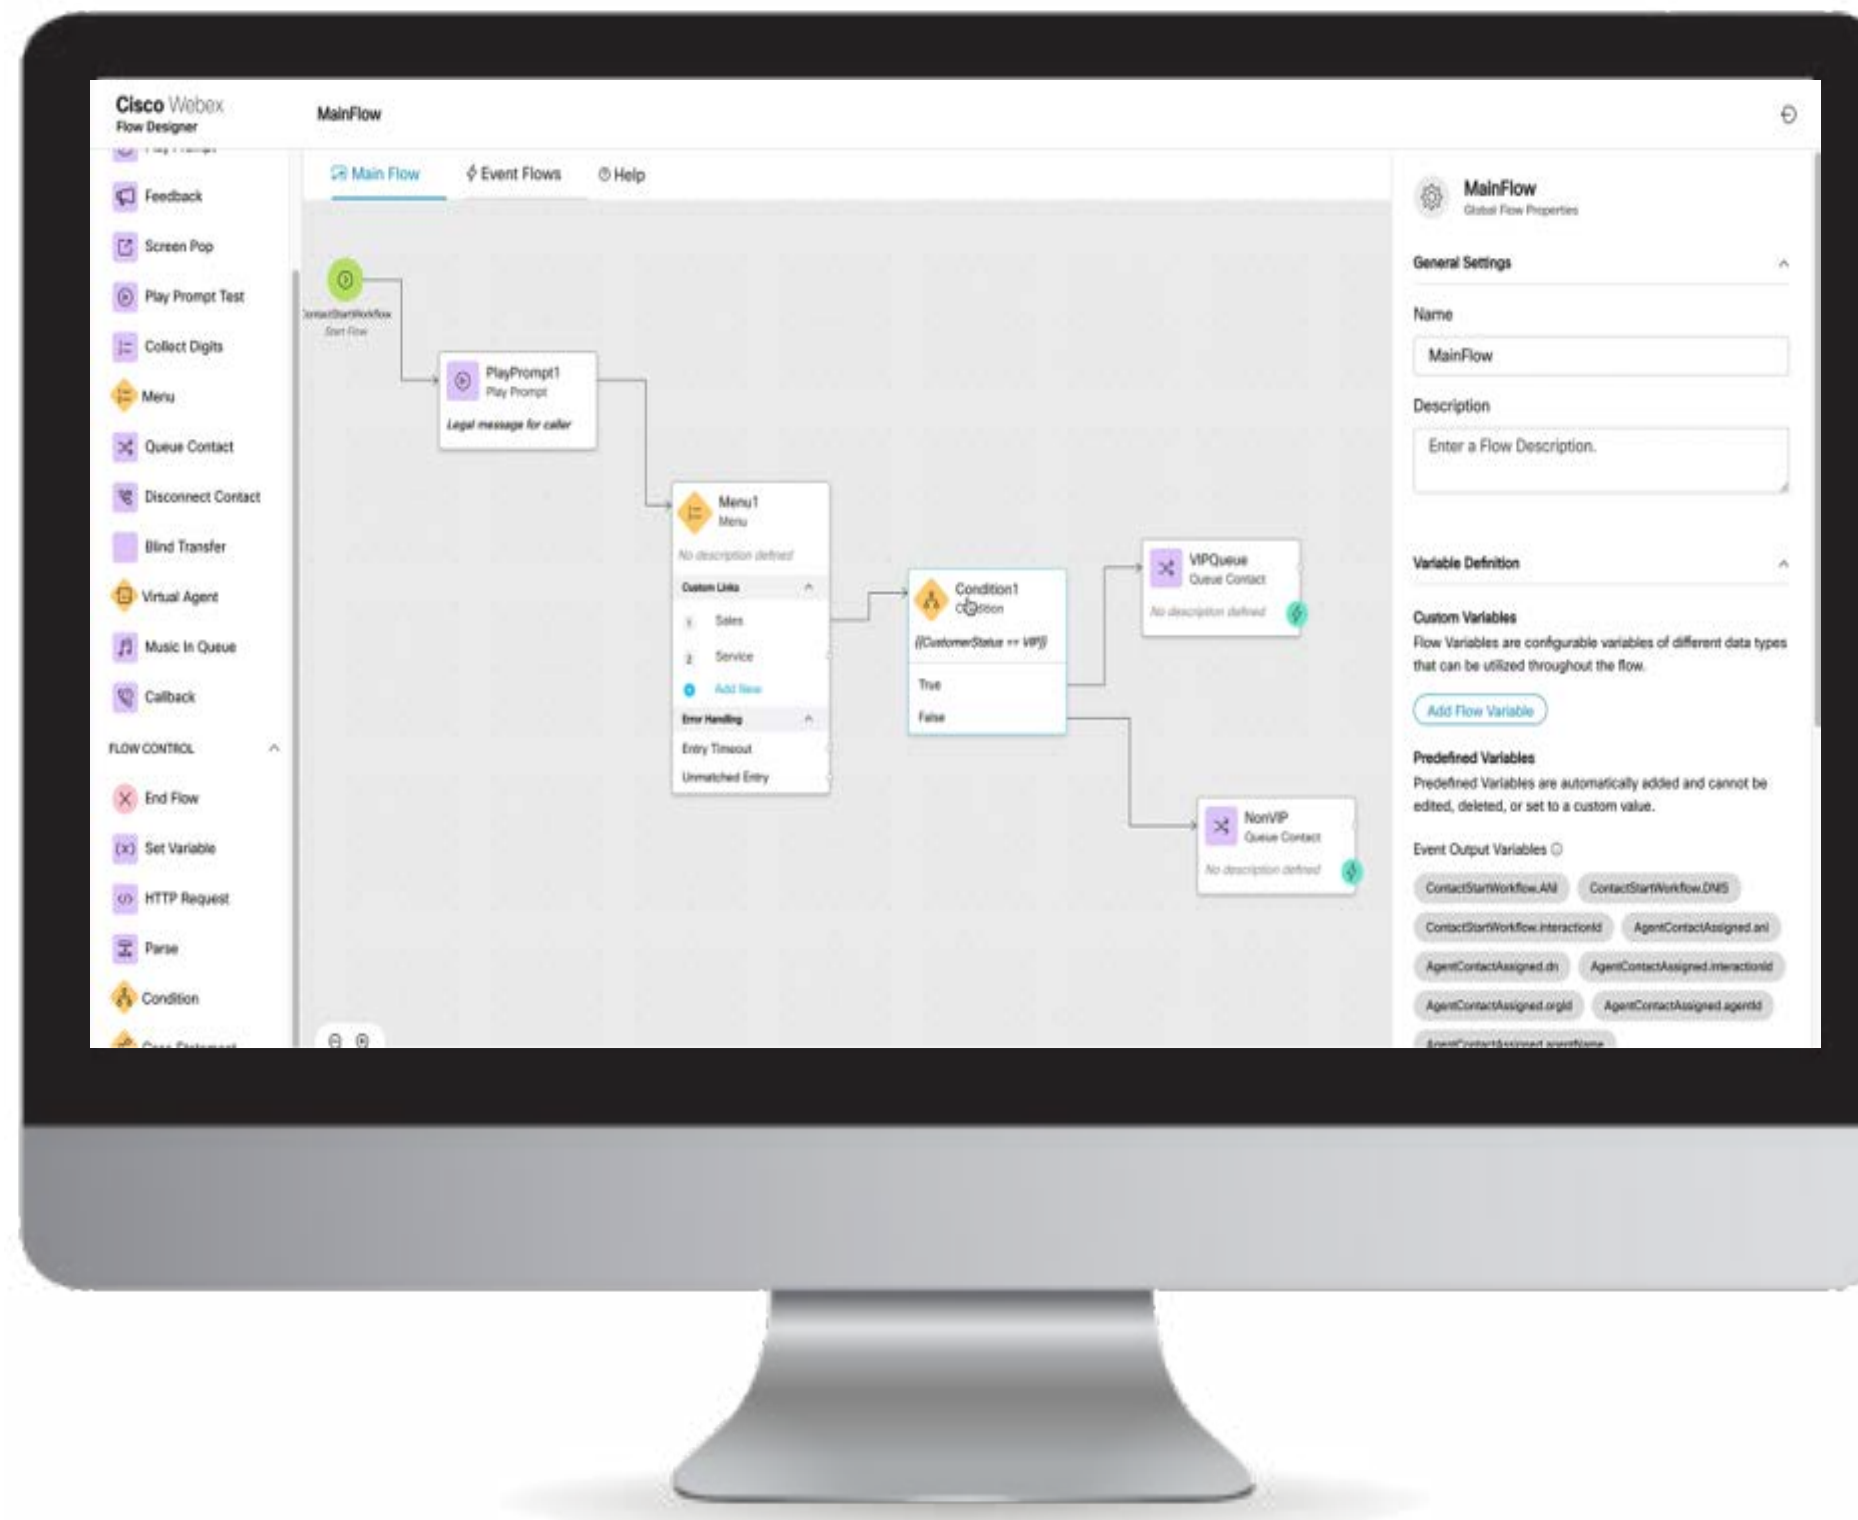 Cisco Webex
Flow Designer
MainFlow
Feedback
Screen Pop
Play Prompt Test
Collect Digits
Menu
Queue Contact
Disconnect Contact
Blind Transfer
Virtual Agent
Music In Queue
Callback
FLOW CONTROL
End Flow
Set Variable
HTTP Request
Parse
Condition
Main Flow
Event Flows
Help
ContactStartWorkflow
Start Flow
PlayPrompt1
Play Prompt
Legal message for caller
Menu1
Menu
No description defined
Custom Links
1 Sales
2 Service
Add New
Error Handling
Entry Timeout
Unmatched Entry
Condition1
{{CustomerStatus == VIP}}
True
False
VIPQueue
Queue Contact
No description defined
NonVIP
Queue Contact
No description defined
MainFlow
Global Flow Properties
General Settings
Name
MainFlow
Description
Enter a Flow Description.
Variable Definition
Custom Variables
Flow Variables are configurable variables of different data types
that can be utilized throughout the flow.
Add Flow Variable
Predefined Variables
Predefined Variables are automatically added and cannot be
edited, deleted, or set to a custom value.
Event Output Variables
ContactStartWorkflow.ANI ContactStartWorkflow.DNIS
ContactStartWorkflow.interactionId AgentContactAssigned.ani
AgentContactAssigned.dn AgentContactAssigned.interactionId
AgentContactAssigned.orgId AgentContactAssigned.agentId
AgentContactAssigned.agentName